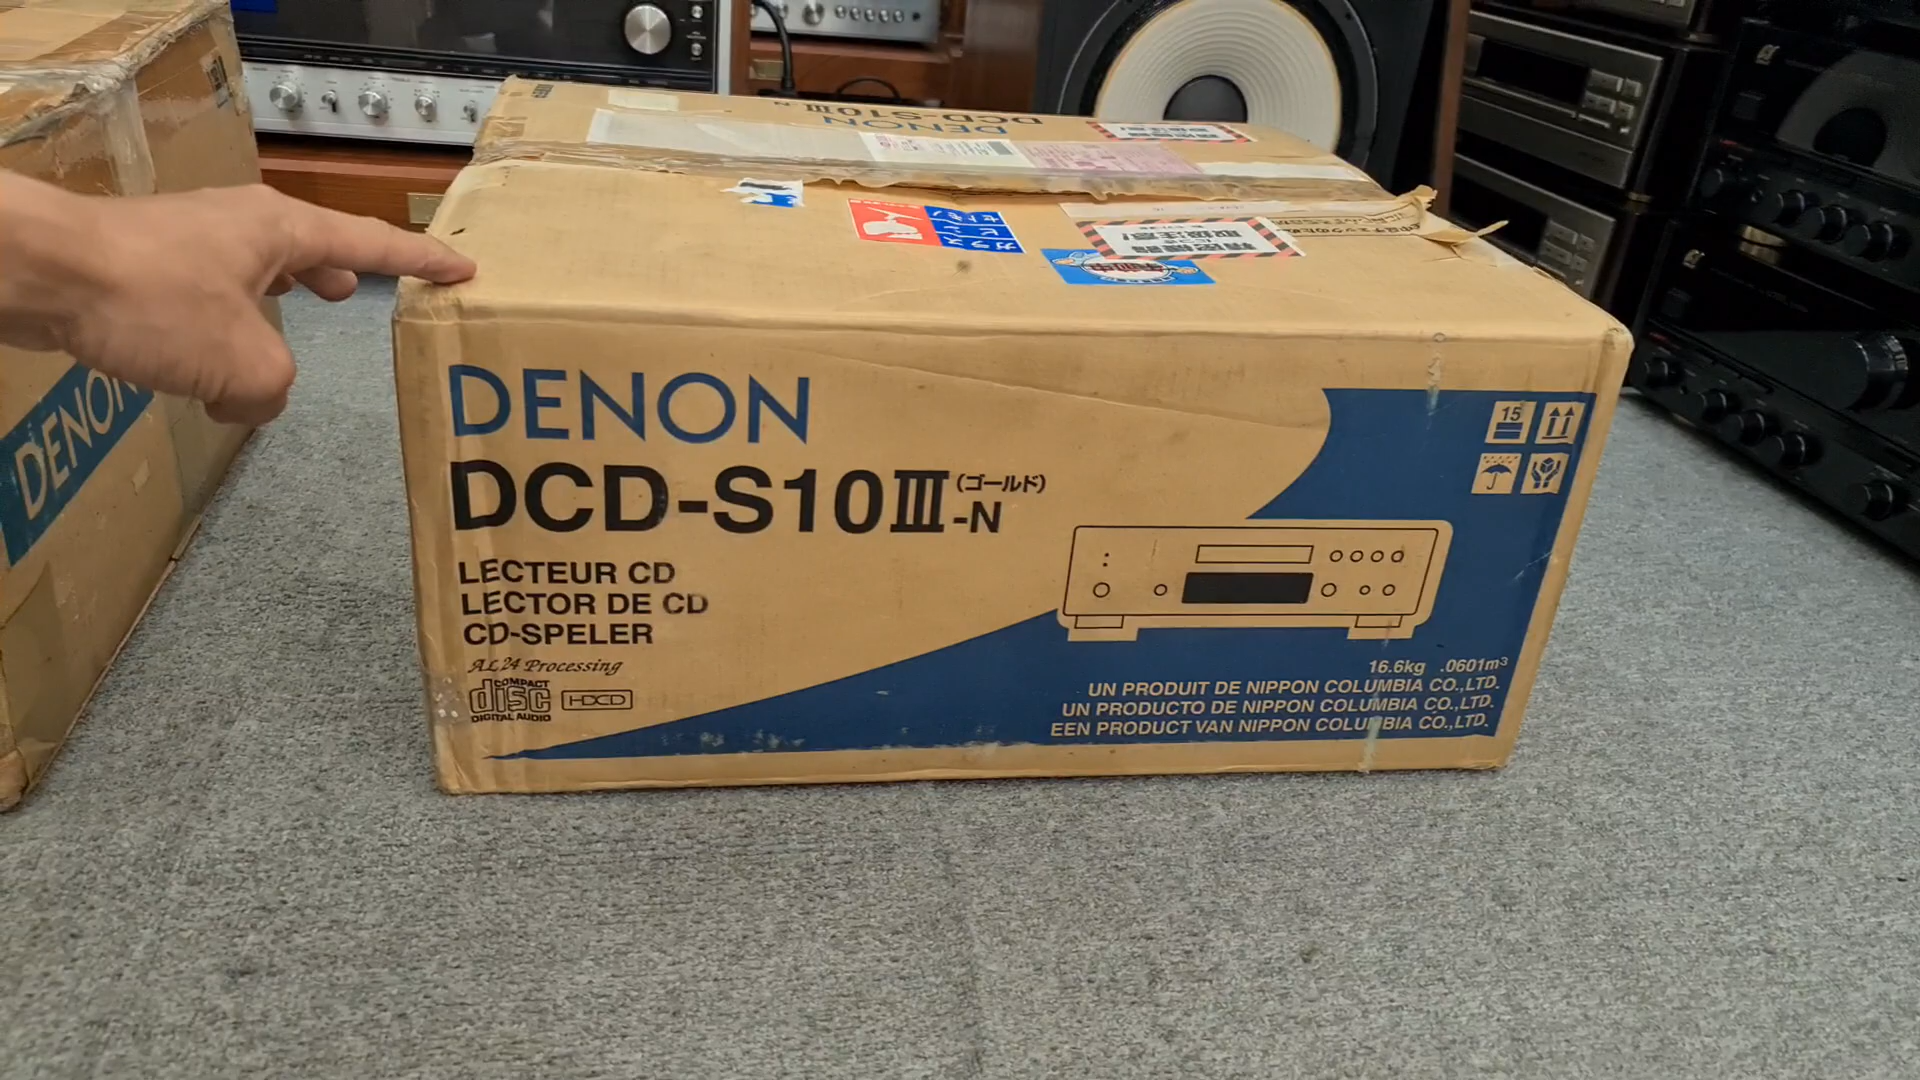 DENON
DCD-S10III-N
DENON
DENON
DCD-S10III(ゴールド)-N
LECTEUR CD
LECTOR DE CD
CD-SPELER
AL24 Processing
COMPACT
disc
DIGITAL AUDIO
HDCD
15
16.6kg .0601m³
UN PRODUIT DE NIPPON COLUMBIA CO.,LTD.
UN PRODUCTO DE NIPPON COLUMBIA CO.,LTD.
EEN PRODUCT VAN NIPPON COLUMBIA CO.,LTD.